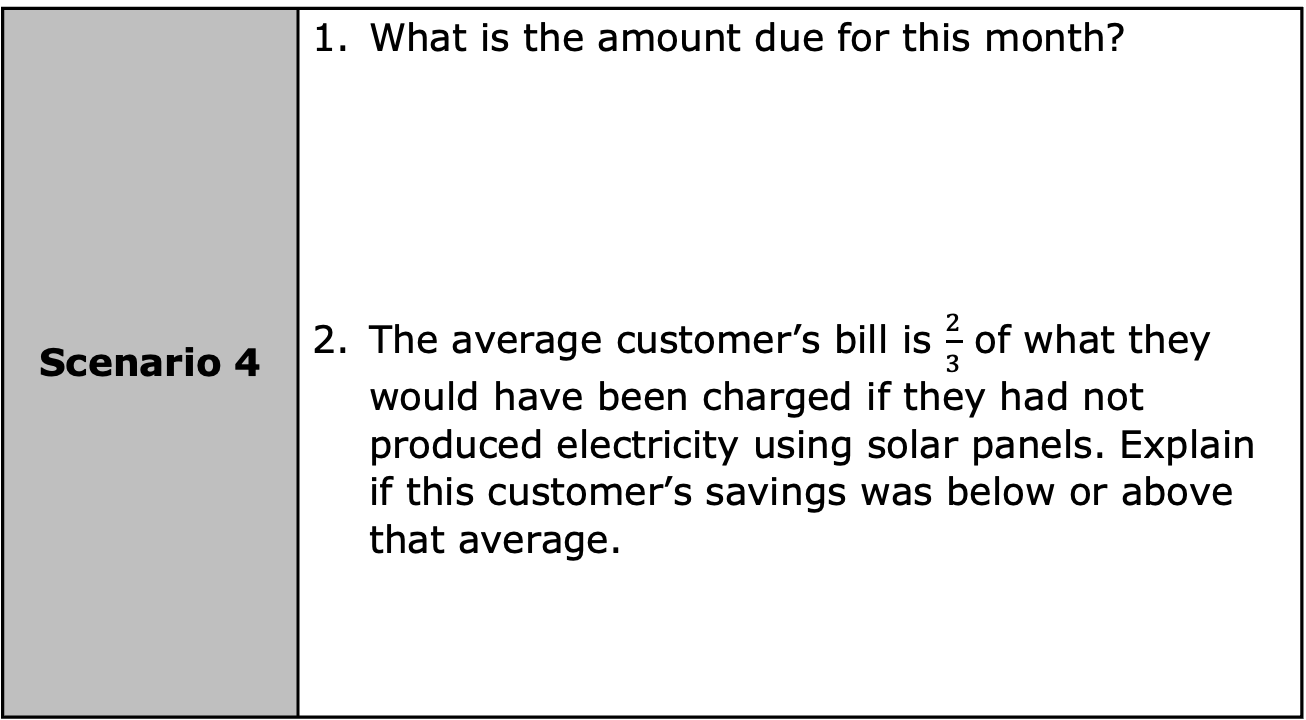 Scenario 4
1. What is the amount due for this month?
2. The average customer’s bill is 2/3 of what they
would have been charged if they had not
produced electricity using solar panels. Explain
if this customer’s savings was below or above
that average.